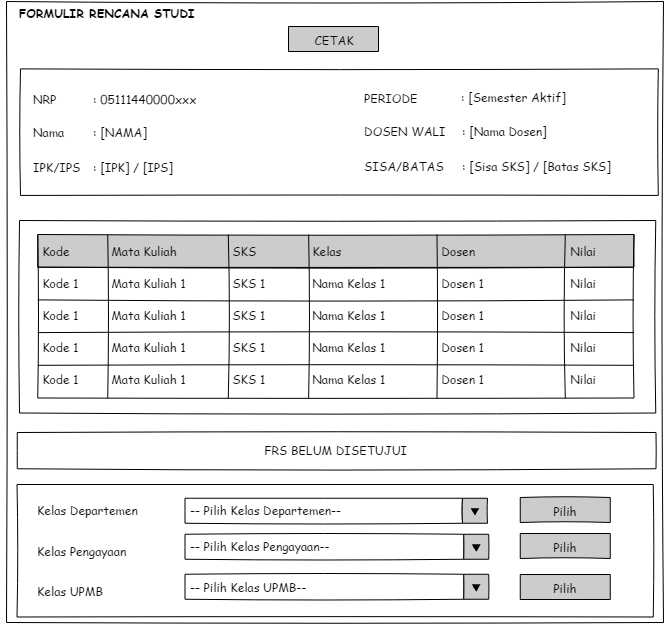 FORMULIR RENCANA STUDI
CETAK
NRP : 05111440000xxx PERIODE : [Semester Aktif]
Nama : [NAMA] DOSEN WALI : [Nama Dosen]
IPK/IPS : [IPK] / [IPS] SISA/BATAS : [Sisa SKS] / [Batas SKS]
Kode Mata Kuliah SKS Kelas Dosen Nilai
Kode 1 Mata Kuliah 1 SKS 1 Nama Kelas 1 Dosen 1 Nilai
Kode 1 Mata Kuliah 1 SKS 1 Nama Kelas 1 Dosen 1 Nilai
Kode 1 Mata Kuliah 1 SKS 1 Nama Kelas 1 Dosen 1 Nilai
Kode 1 Mata Kuliah 1 SKS 1 Nama Kelas 1 Dosen 1 Nilai
FRS BELUM DISETUJUI
Kelas Departemen -- Pilih Kelas Departemen-- Pilih
Kelas Pengayaan -- Pilih Kelas Pengayaan-- Pilih
Kelas UPMB -- Pilih Kelas UPMB-- Pilih